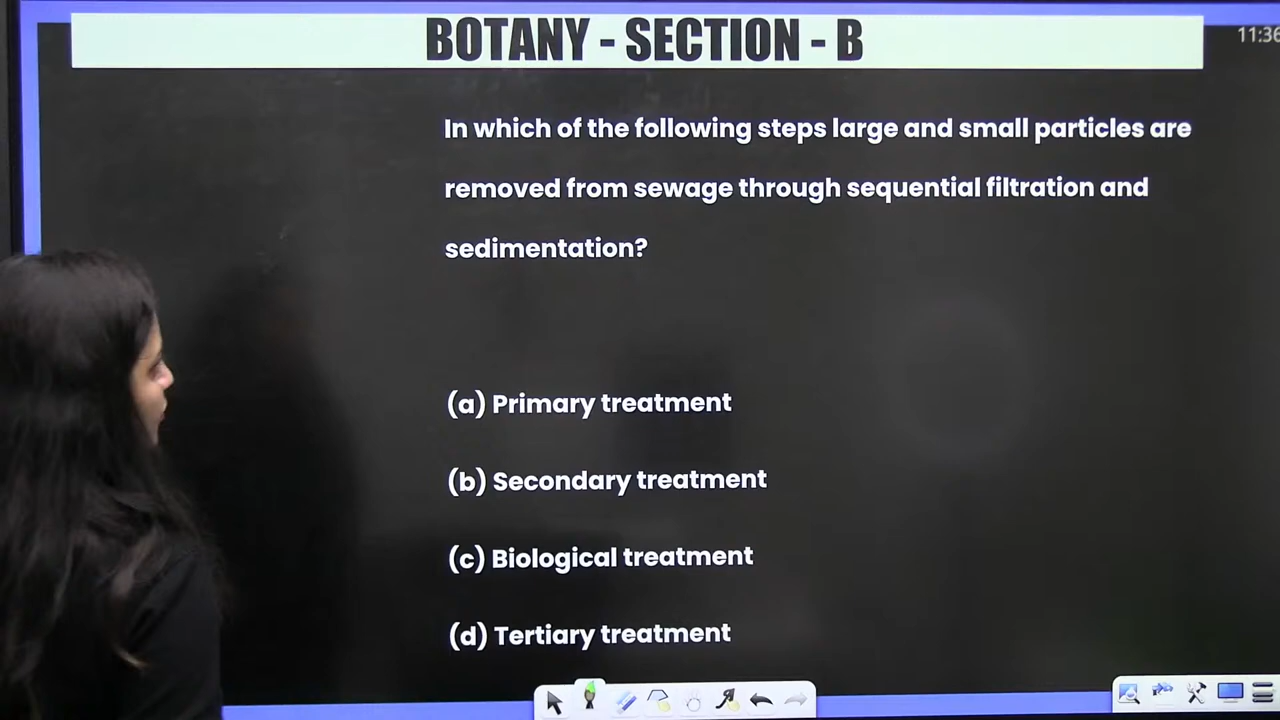 BOTANY - SECTION - B
11:36
In which of the following steps large and small particles are
removed from sewage through sequential filtration and
sedimentation?
(a) Primary treatment
(b) Secondary treatment
(c) Biological treatment
(d) Tertiary treatment